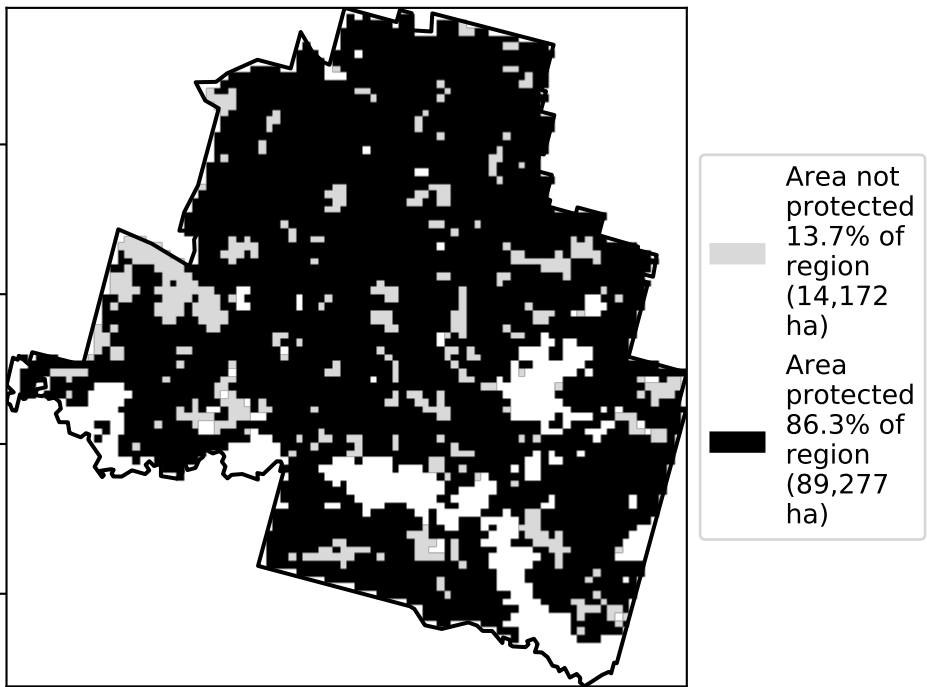 Area not
protected
13.7% of
region
(14,172
ha)
Area
protected
86.3% of
region
(89,277
ha)